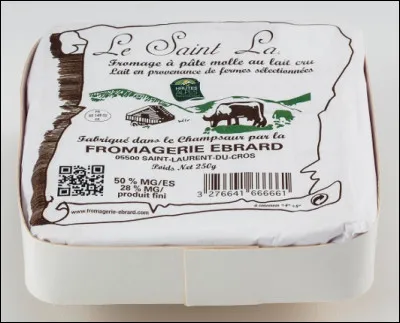 Le Saint La.
Fromage à pâte molle au lait cru
Lait en provenance de fermes sélectionnées
HAUTES
ALPES
Fabriqué dans le Champsaur par la
FROMAGERIE EBRARD
05500 SAINT-LAURENT-DU-CROS
Poids Net 250g
50 % MG/ES
28 % MG/
produit fini
www.fromagerie-ebrard.com
3 276641 666661